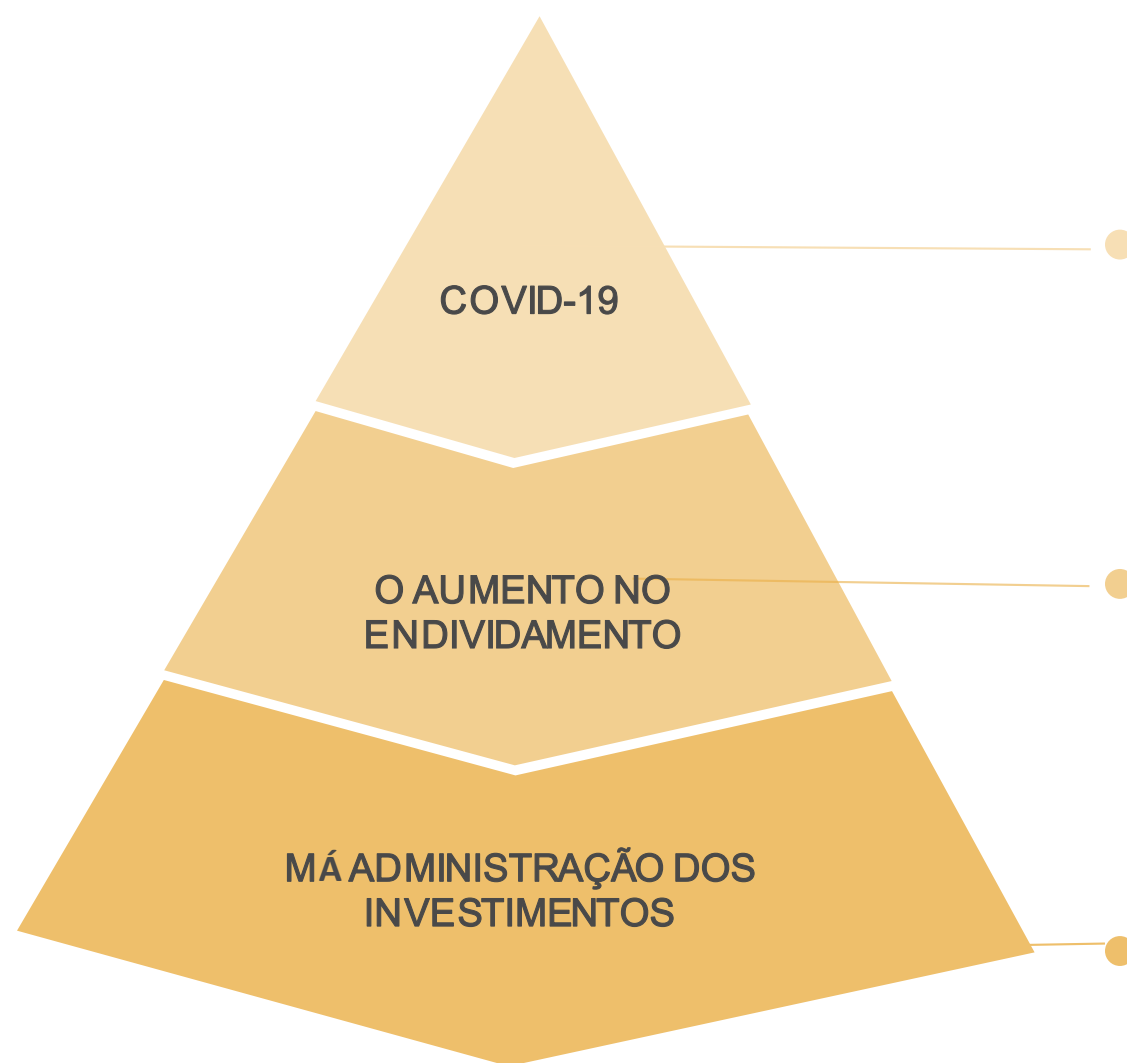 COVID-19
O AUMENTO NO
ENDIVIDAMENTO
MÁ ADMINISTRAÇÃO DOS
INVESTIMENTOS